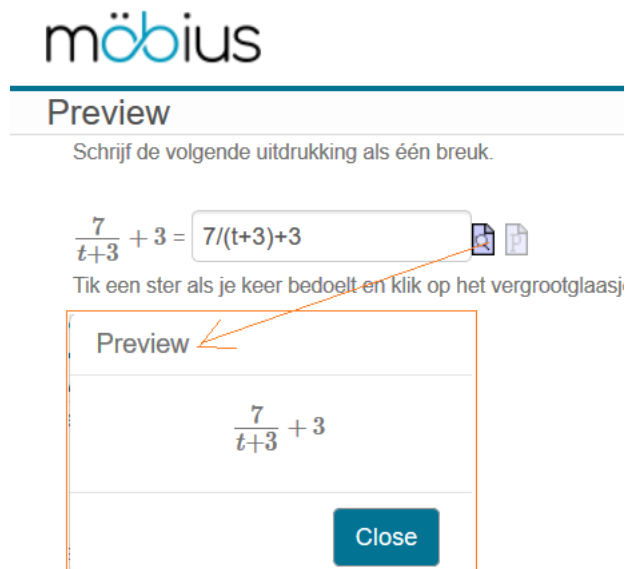 möbius
Preview
Schrijf de volgende uitdrukking als één breuk.
7/(t+3) + 3 = 7/(t+3)+3
Tik een ster als je keer bedoelt en klik op het vergrootglaasj
Preview
7/(t+3) + 3
Close